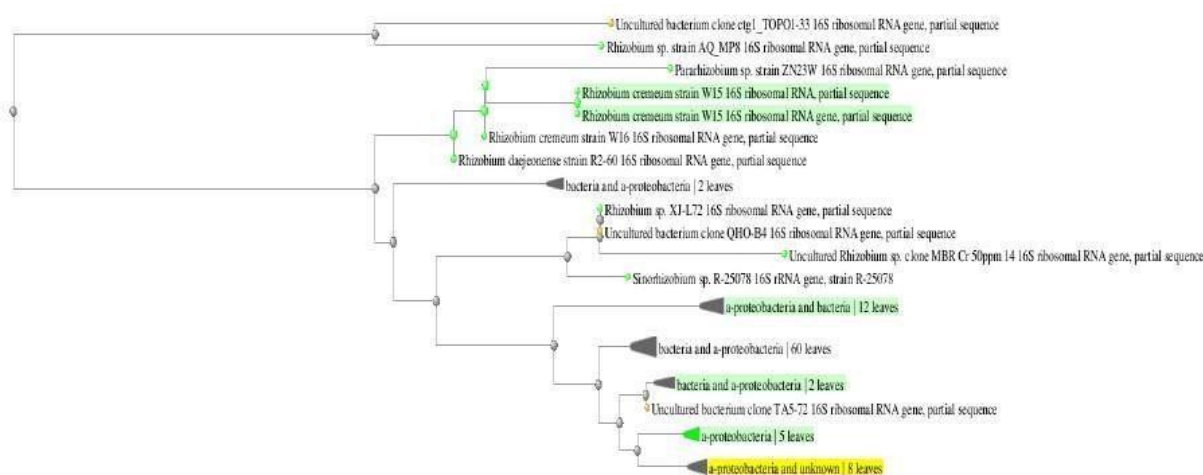 Uncultured bacterium clone ctg1_TOPO1-33 16S ribosomal RNA gene, partial sequence
Rhizobium sp. strain AQ_MP8 16S ribosomal RNA gene, partial sequence
Pararhizobium sp. strain ZN23W 16S ribosomal RNA gene, partial sequence
Rhizobium cremeum strain W15 16S ribosomal RNA, partial sequence
Rhizobium cremeum strain W15 16S ribosomal RNA gene, partial sequence
Rhizobium cremeum strain W16 16S ribosomal RNA gene, partial sequence
Rhizobium daejeonense strain R2-60 16S ribosomal RNA gene, partial sequence
bacteria and a-proteobacteria | 2 leaves
Rhizobium sp. XJ-L72 16S ribosomal RNA gene, partial sequence
Uncultured bacterium clone QHO-B4 16S ribosomal RNA gene, partial sequence
Uncultured Rhizobium sp. clone MBR Cr 50ppm 14 16S ribosomal RNA gene, partial sequence
Sinorhizobium sp. R-25078 16S rRNA gene, strain R-25078
a-proteobacteria and bacteria | 12 leaves
bacteria and a-proteobacteria | 60 leaves
bacteria and a-proteobacteria | 2 leaves
Uncultured bacterium clone TA5-72 16S ribosomal RNA gene, partial sequence
a-proteobacteria | 5 leaves
a-proteobacteria and unknown | 8 leaves